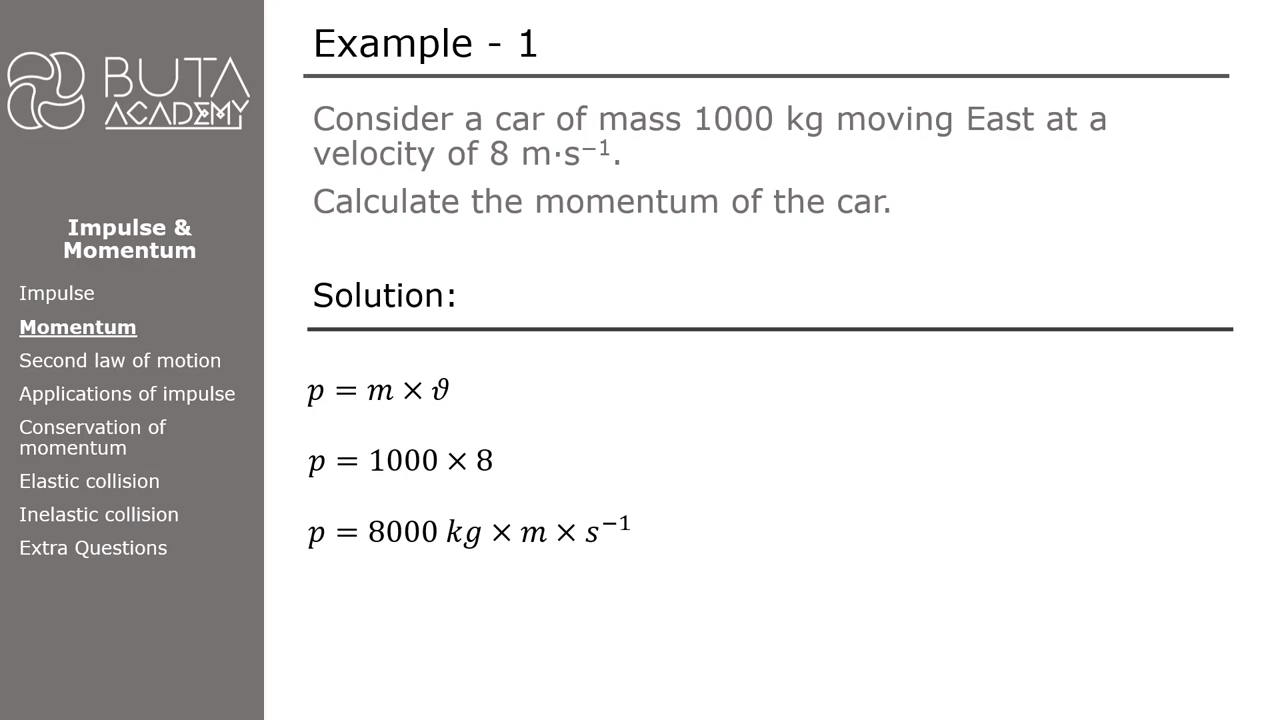 BUTA
ACADEMY
Impulse &
Momentum
Impulse
Momentum
Second law of motion
Applications of impulse
Conservation of
momentum
Elastic collision
Inelastic collision
Extra Questions
Example - 1
Consider a car of mass 1000 kg moving East at a
velocity of 8 m·s⁻¹.
Calculate the momentum of the car.
Solution:
p = m × ϑ
p = 1000 × 8
p = 8000 kg × m × s⁻¹